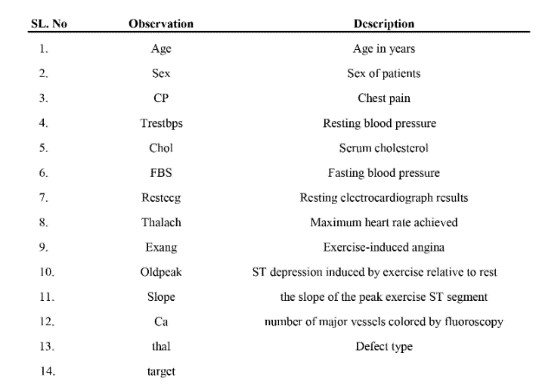 SL. No Observation Description
1. Age Age in years
2. Sex Sex of patients
3. CP Chest pain
4. Trestbps Resting blood pressure
5. Chol Serum cholesterol
6. FBS Fasting blood pressure
7. Restecg Resting electrocardiograph results
8. Thalach Maximum heart rate achieved
9. Exang Exercise-induced angina
10. Oldpeak ST depression induced by exercise relative to rest
11. Slope the slope of the peak exercise ST segment
12. Ca number of major vessels colored by fluoroscopy
13. thal Defect type
14. target